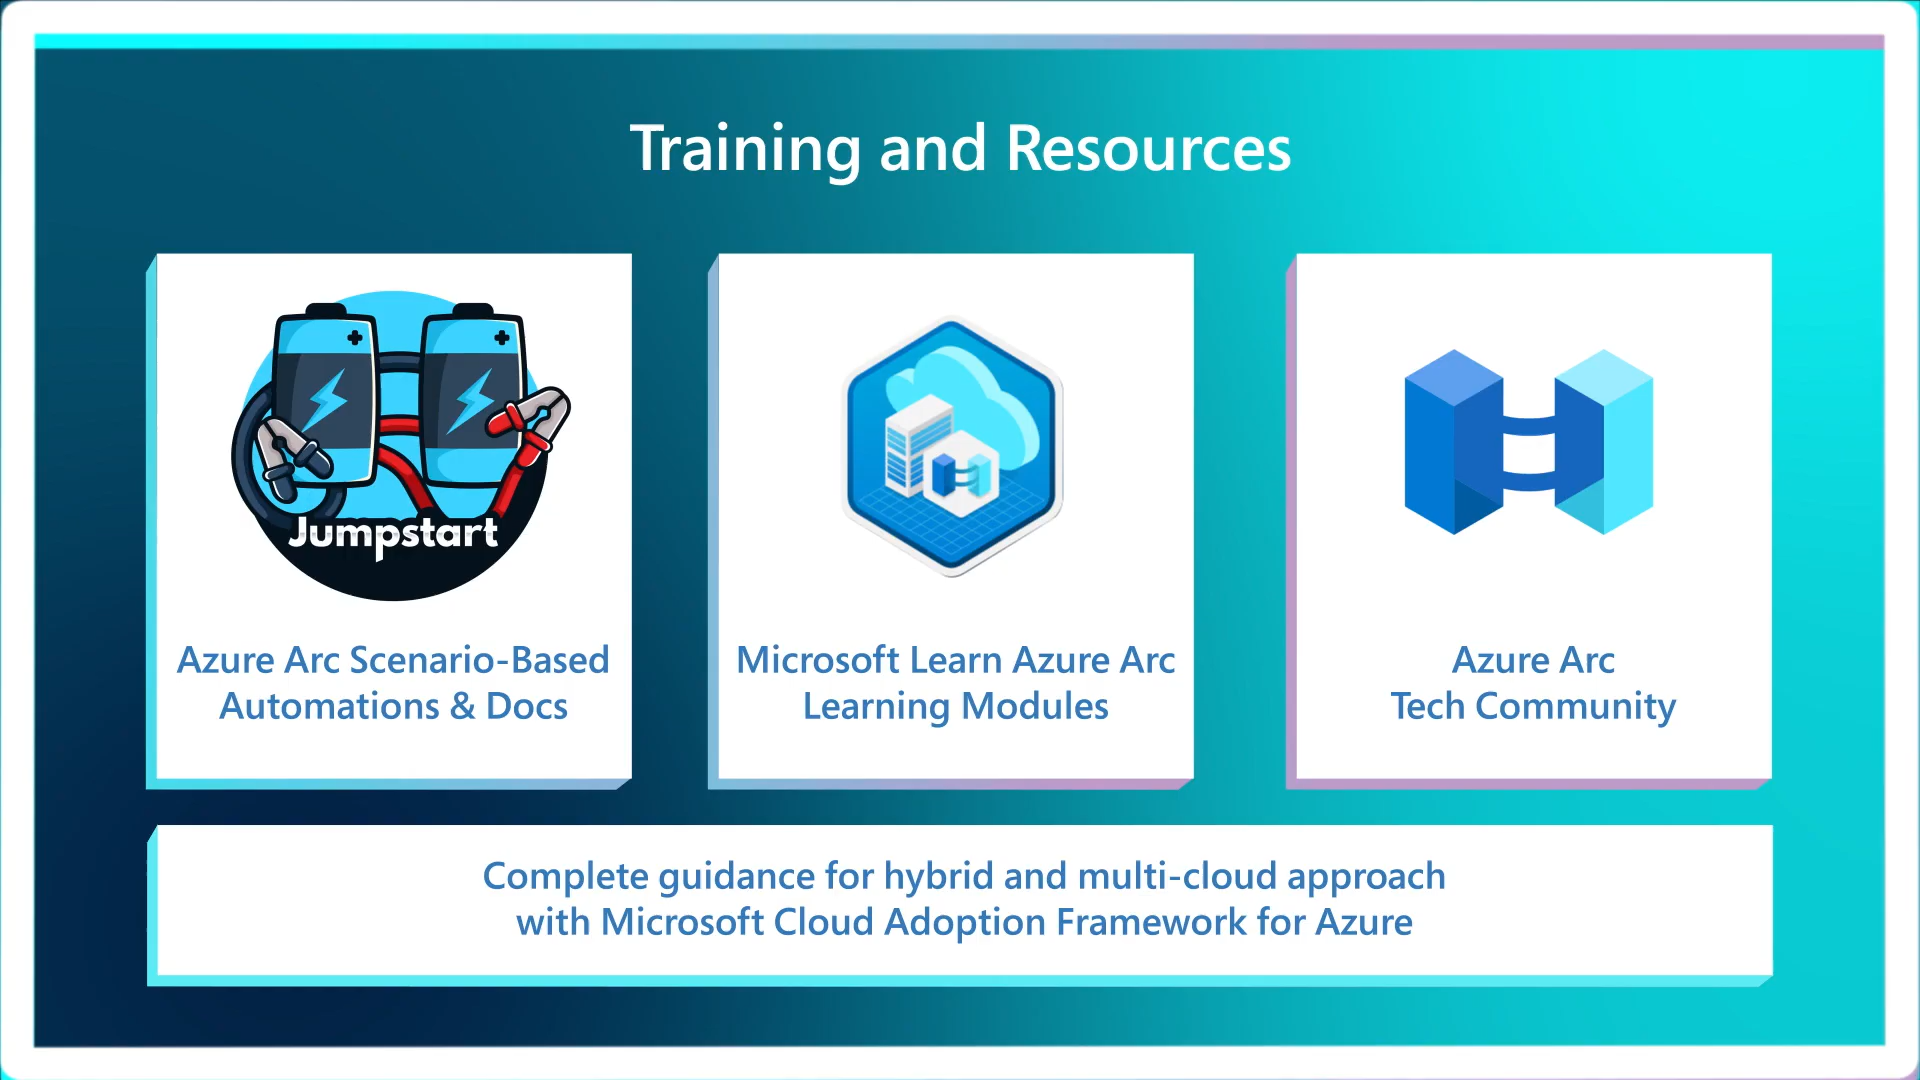 Training and Resources
Jumpstart
Azure Arc Scenario-Based
Automations & Docs
Microsoft Learn Azure Arc
Learning Modules
Azure Arc
Tech Community
Complete guidance for hybrid and multi-cloud approach
with Microsoft Cloud Adoption Framework for Azure